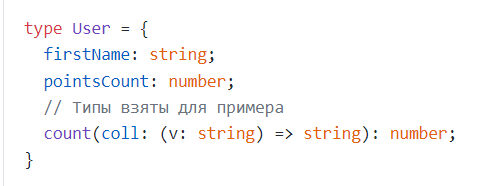 type User = {
  firstName: string;
  pointsCount: number;
  // Типы взяты для примера
  count(coll: (v: string) => string): number;
}